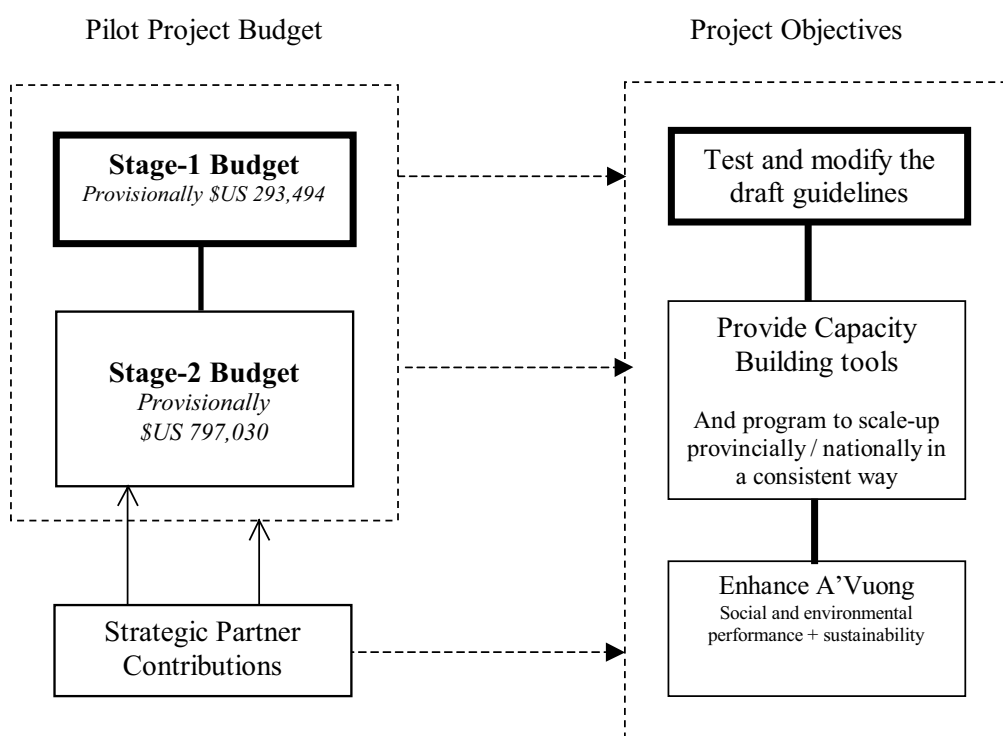 Pilot Project Budget
Stage-1 Budget
Provisionally $US 293,494
Stage-2 Budget
Provisionally
$US 797,030
Strategic Partner
Contributions
Project Objectives
Test and modify the
draft guidelines
Provide Capacity
Building tools
And program to scale-up
provincially / nationally in
a consistent way
Enhance A’Vuong
Social and environmental
performance + sustainability